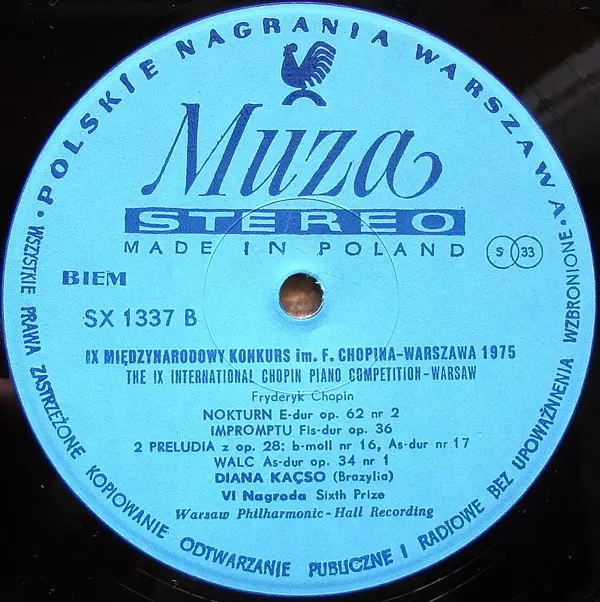 • POLSKIE NAGRANIA WARSZAWA •
Muza
STEREO
MADE IN POLAND
S 33
BIEM
SX 1337 B
IX MIĘDZYNARODOWY KONKURS im. F. CHOPINA-WARSZAWA 1975
THE IX INTERNATIONAL CHOPIN PIANO COMPETITION-WARSAW
Fryderyk Chopin
NOKTURN E-dur op. 62 nr 2
IMPROMPTU Fis-dur op. 36
2 PRELUDIA z op. 28: b-moll nr 16, As-dur nr 17
WALC As-dur op. 34 nr 1
DIANA KAÇSO (Brazylia)
VI Nagroda Sixth Prize
Warsaw Philharmonic-Hall Recording
WSZYSTKIE PRAWA ZASTRZEŻONE KOPIOWANIE ODTWARZANIE PUBLICZNE I RADIOWE BEZ UPOWAŻNIENIA WZBRONIONE